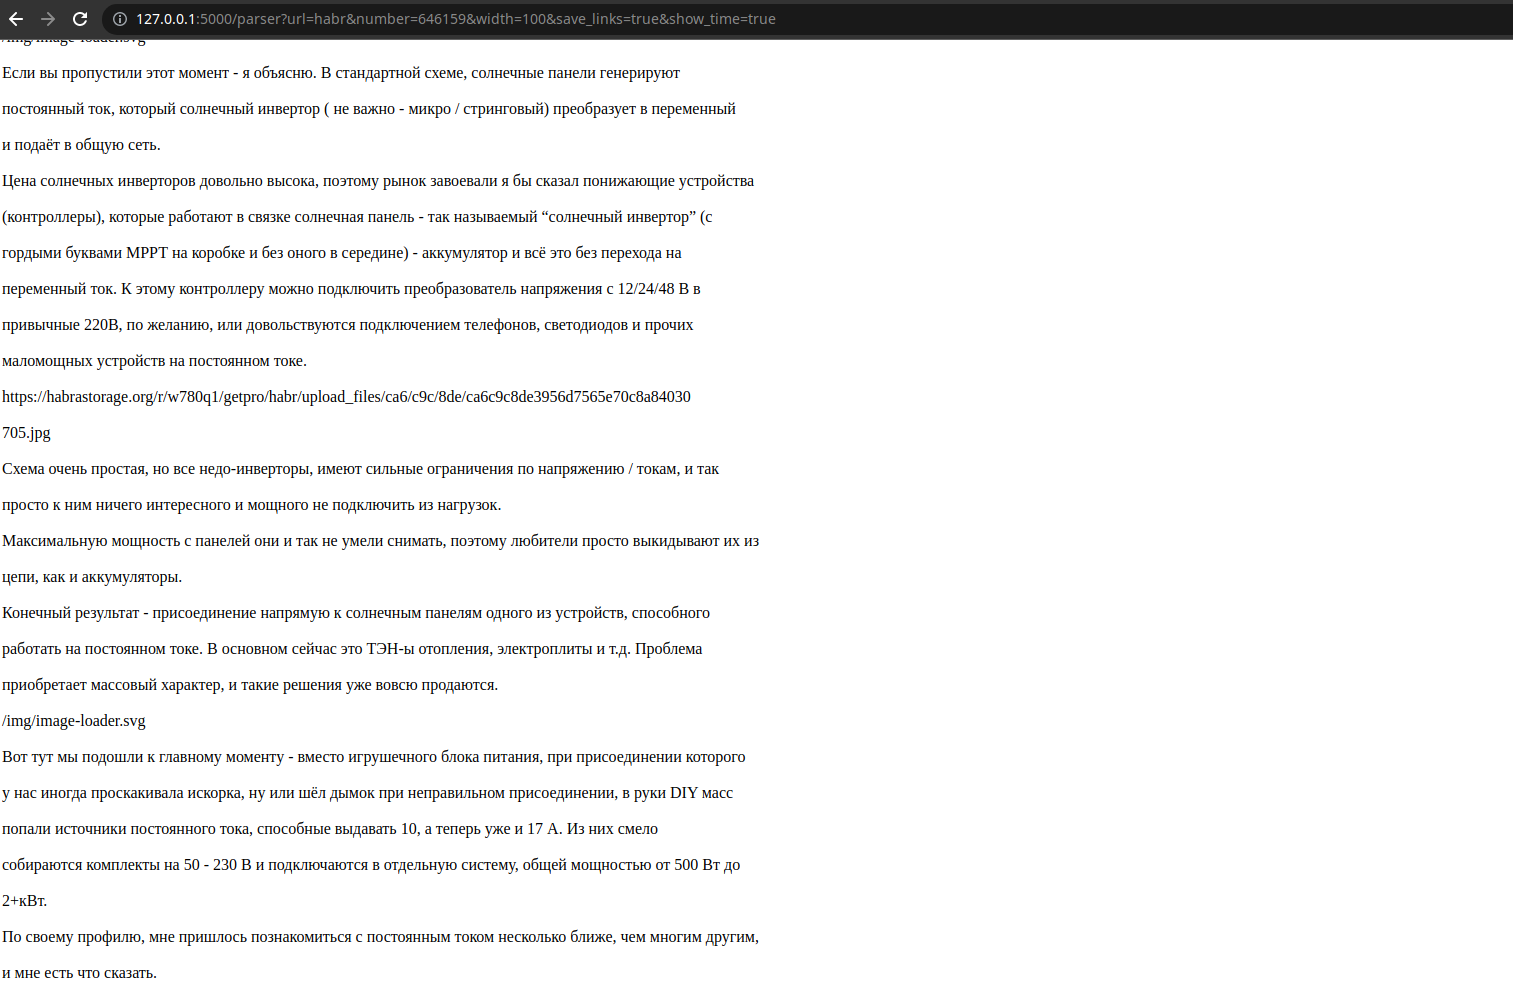 127.0.0.1:5000/parser?url=habr&number=646159&width=100&save_links=true&show_time=true
/img/image-loader.svg
Если вы пропустили этот момент - я объясню. В стандартной схеме, солнечные панели генерируют
постоянный ток, который солнечный инвертор ( не важно - микро / стринговый) преобразует в переменный
и подаёт в общую сеть.
Цена солнечных инверторов довольно высока, поэтому рынок завоевали я бы сказал понижающие устройства
(контроллеры), которые работают в связке солнечная панель - так называемый “солнечный инвертор” (с
гордыми буквами МРРТ на коробке и без оного в середине) - аккумулятор и всё это без перехода на
переменный ток. К этому контроллеру можно подключить преобразователь напряжения с 12/24/48 В в
привычные 220В, по желанию, или довольствуются подключением телефонов, светодиодов и прочих
маломощных устройств на постоянном токе.
https://habrastorage.org/r/w780q1/getpro/habr/upload_files/ca6/c9c/8de/ca6c9c8de3956d7565e70c8a84030
705.jpg
Схема очень простая, но все недо-инверторы, имеют сильные ограничения по напряжению / токам, и так
просто к ним ничего интересного и мощного не подключить из нагрузок.
Максимальную мощность с панелей они и так не умели снимать, поэтому любители просто выкидывают их из
цепи, как и аккумуляторы.
Конечный результат - присоединение напрямую к солнечным панелям одного из устройств, способного
работать на постоянном токе. В основном сейчас это ТЭН-ы отопления, электроплиты и т.д. Проблема
приобретает массовый характер, и такие решения уже вовсю продаются.
/img/image-loader.svg
Вот тут мы подошли к главному моменту - вместо игрушечного блока питания, при присоединении которого
у нас иногда проскакивала искорка, ну или шёл дымок при неправильном присоединении, в руки DIY масс
попали источники постоянного тока, способные выдавать 10, а теперь уже и 17 А. Из них смело
собираются комплекты на 50 - 230 В и подключаются в отдельную систему, общей мощностью от 500 Вт до
2+кВт.
По своему профилю, мне пришлось познакомиться с постоянным током несколько ближе, чем многим другим,
и мне есть что сказать.